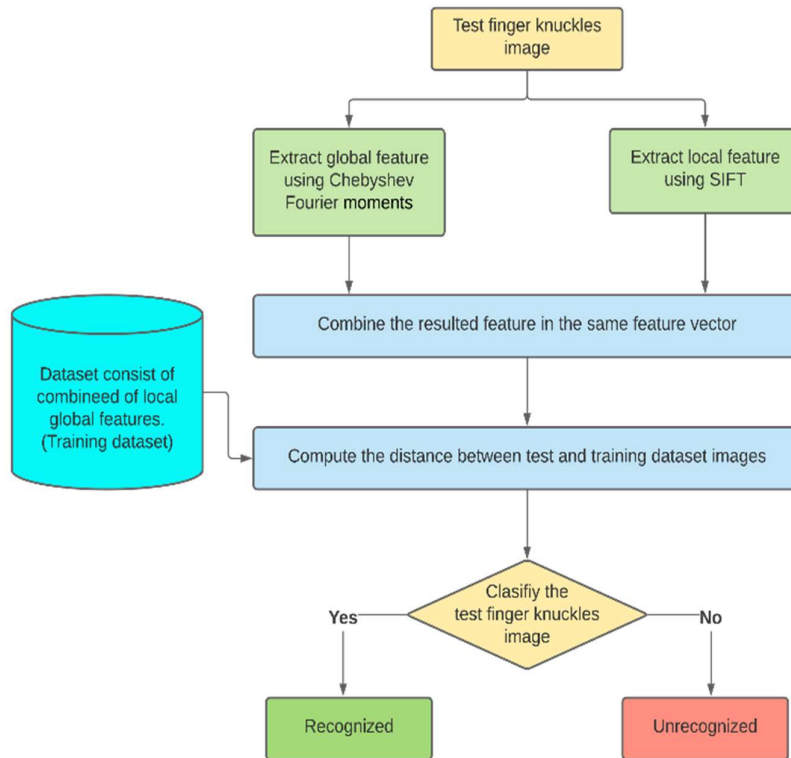 Test finger knuckles
image
Extract global feature
using Chebyshev
Fourier moments
Extract local feature
using SIFT
Combine the resulted feature in the same feature vector
Dataset consist of
combineed of local
global features.
(Training dataset)
Compute the distance between test and training dataset images
Clasifiy the
test finger knuckles
image
Yes
No
Recognized
Unrecognized